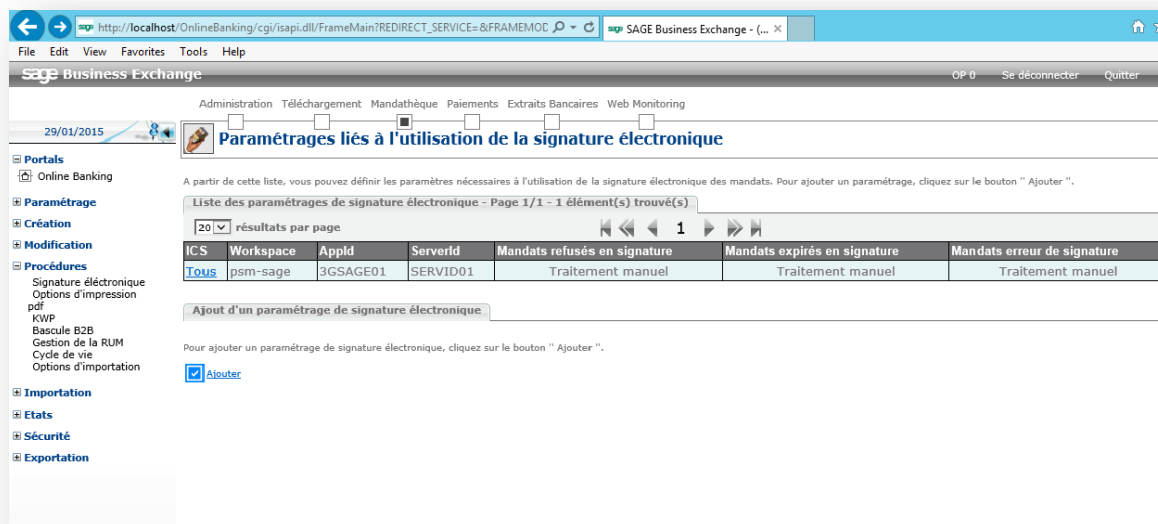 http://localhost/OnlineBanking/cgi/isapi.dll/FrameMain?REDIRECT_SERVICE=&FRAMEMOD SAGE Business Exchange - (... ×
File Edit View Favorites Tools Help
sage Business Exchange OP 0 Se déconnecter Quitter
Administration Téléchargement Mandathèque Paiements Extraits Bancaires Web Monitoring
29/01/2015
Paramétrages liés à l'utilisation de la signature électronique
Portals
Online Banking
Paramétrage
Création
Modification
Procédures
Signature éléctronique
Options d'impression
pdf
KWP
Bascule B2B
Gestion de la RUM
Cycle de vie
Options d'importation
Importation
Etats
Sécurité
Exportation
A partir de cette liste, vous pouvez définir les paramètres nécessaires à l'utilisation de la signature électronique des mandats. Pour ajouter un paramétrage, cliquez sur le bouton " Ajouter ".
Liste des paramétrages de signature électronique - Page 1/1 - 1 élément(s) trouvé(s)
20 résultats par page 1
ICS Workspace AppId ServerId Mandats refusés en signature Mandats expirés en signature Mandats erreur de signature
Tous psm-sage 3GSAGE01 SERVID01 Traitement manuel Traitement manuel Traitement manuel
Ajout d'un paramétrage de signature électronique
Pour ajouter un paramétrage de signature électronique, cliquez sur le bouton " Ajouter ".
Ajouter